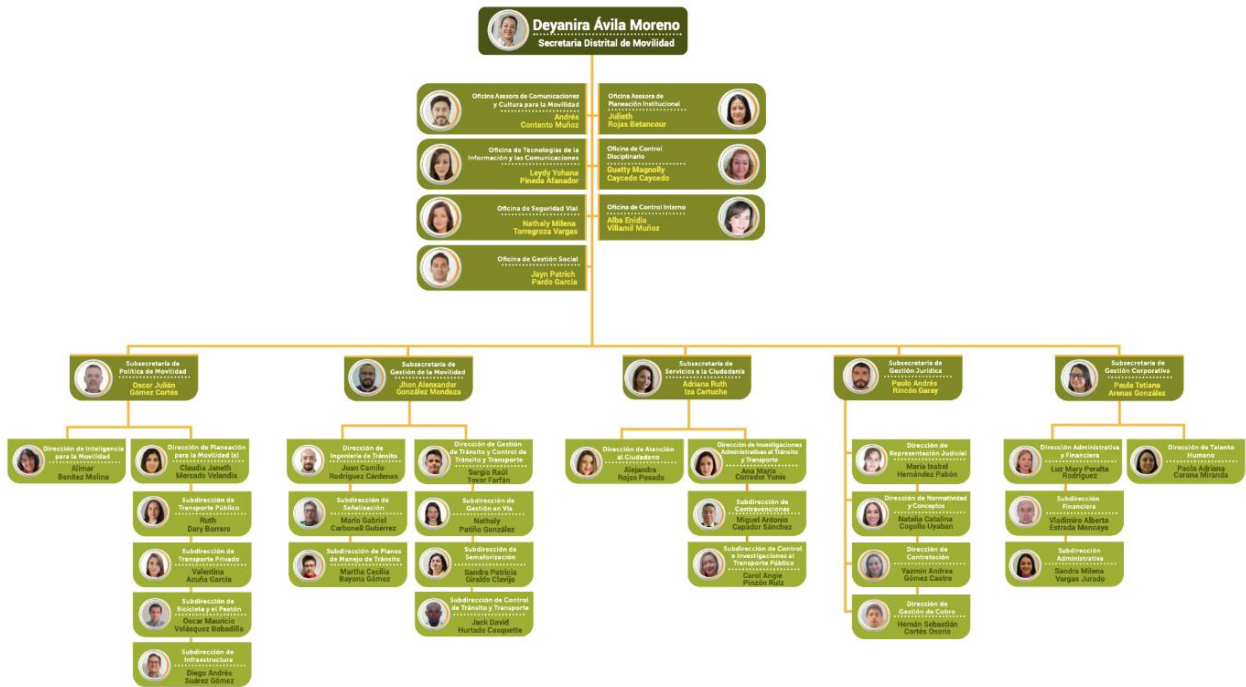 Deyanira Ávila Moreno
Secretaria Distrital de Movilidad
Oficina Asesora de Comunicaciones
y Cultura para la Movilidad
Andrés
Contento Muñoz
Oficina Asesora de
Planeación Institucional
Julieth
Rojas Betancour
Oficina de Tecnologías de la
Información y las Comunicaciones
Leydy Yohana
Pineda Afanador
Oficina de Control
Disciplinario
Guetty Magnolly
Caycedo Caycedo
Oficina de Seguridad Vial
Nathaly Milena
Torregroza Vargas
Oficina de Control Interno
Alba Enidia
Villamil Muñoz
Oficina de Gestión Social
Jayn Patrich
Pardo García
Subsecretaría de
Política de Movilidad
Oscar Julián
Gómez Cortés
Subsecretaría de
Gestión de la Movilidad
Jhon Alenxander
González Mendoza
Subsecretaría de
Servicios a la Ciudadanía
Adriana Ruth
Iza Certuche
Subsecretaría de
Gestión Jurídica
Paulo Andrés
Rincón Garay
Subsecretaría de
Gestión Corporativa
Paula Tatiana
Arenas González
Dirección de Inteligencia
para la Movilidad
Alimar
Benítez Molina
Dirección de Planeación
para la Movilidad (e)
Claudia Janeth
Mercado Velandia
Subdirección de
Transporte Público
Ruth
Dary Borrero
Subdirección de
Transporte Privado
Valentina
Acuña García
Subdirección de
Bicicleta y el Peatón
Oscar Mauricio
Velásquez Bobadilla
Subdirección de
Infraestructura
Diego Andrés
Suárez Gómez
Dirección de
Ingeniería de Tránsito
Juan Camilo
Rodríguez Cárdenas
Subdirección de
Señalización
Mario Gabriel
Carbonell Gutiérrez
Subdirección de Planes
de Manejo de Tránsito
Martha Cecilia
Bayona Gómez
Dirección de Gestión
de Tránsito y Control de
Tránsito y Transporte
Sergio Raúl
Tovar Farfán
Subdirección de
Gestión en Vía
Nathaly
Patiño González
Subdirección de
Semaforización
Sandra Patricia
Giraldo Clavijo
Subdirección de Control
de Tránsito y Transporte
Jack David
Hurtado Casquette
Dirección de Atención
al Ciudadano
Alejandra
Rojas Posada
Dirección de Investigaciones
Administrativas al Tránsito
y Transporte
Ana María
Corredor Yunis
Subdirección de
Contravenciones
Miguel Antonio
Capador Sánchez
Subdirección de Control
e Investigaciones al
Transporte Público
Carol Angie
Pinzón Ruiz
Dirección de
Representación Judicial
María Isabel
Hernández Pabón
Dirección de Normatividad
y Conceptos
Natalia Catalina
Cogollo Uyaban
Dirección de
Contratación
Yazmin Andrea
Gómez Castro
Dirección de
Gestión de Cobro
Hernán Sebastián
Cortés Osorio
Dirección Administrativa
y Financiera
Luz Mory Peralta
Rodríguez
Subdirección
Financiera
Vladimiro Alberto
Estrada Moncayo
Subdirección
Administrativa
Sandra Milena
Vargas Jurado
Dirección de Talento
Humano
Paola Adriana
Corona Miranda